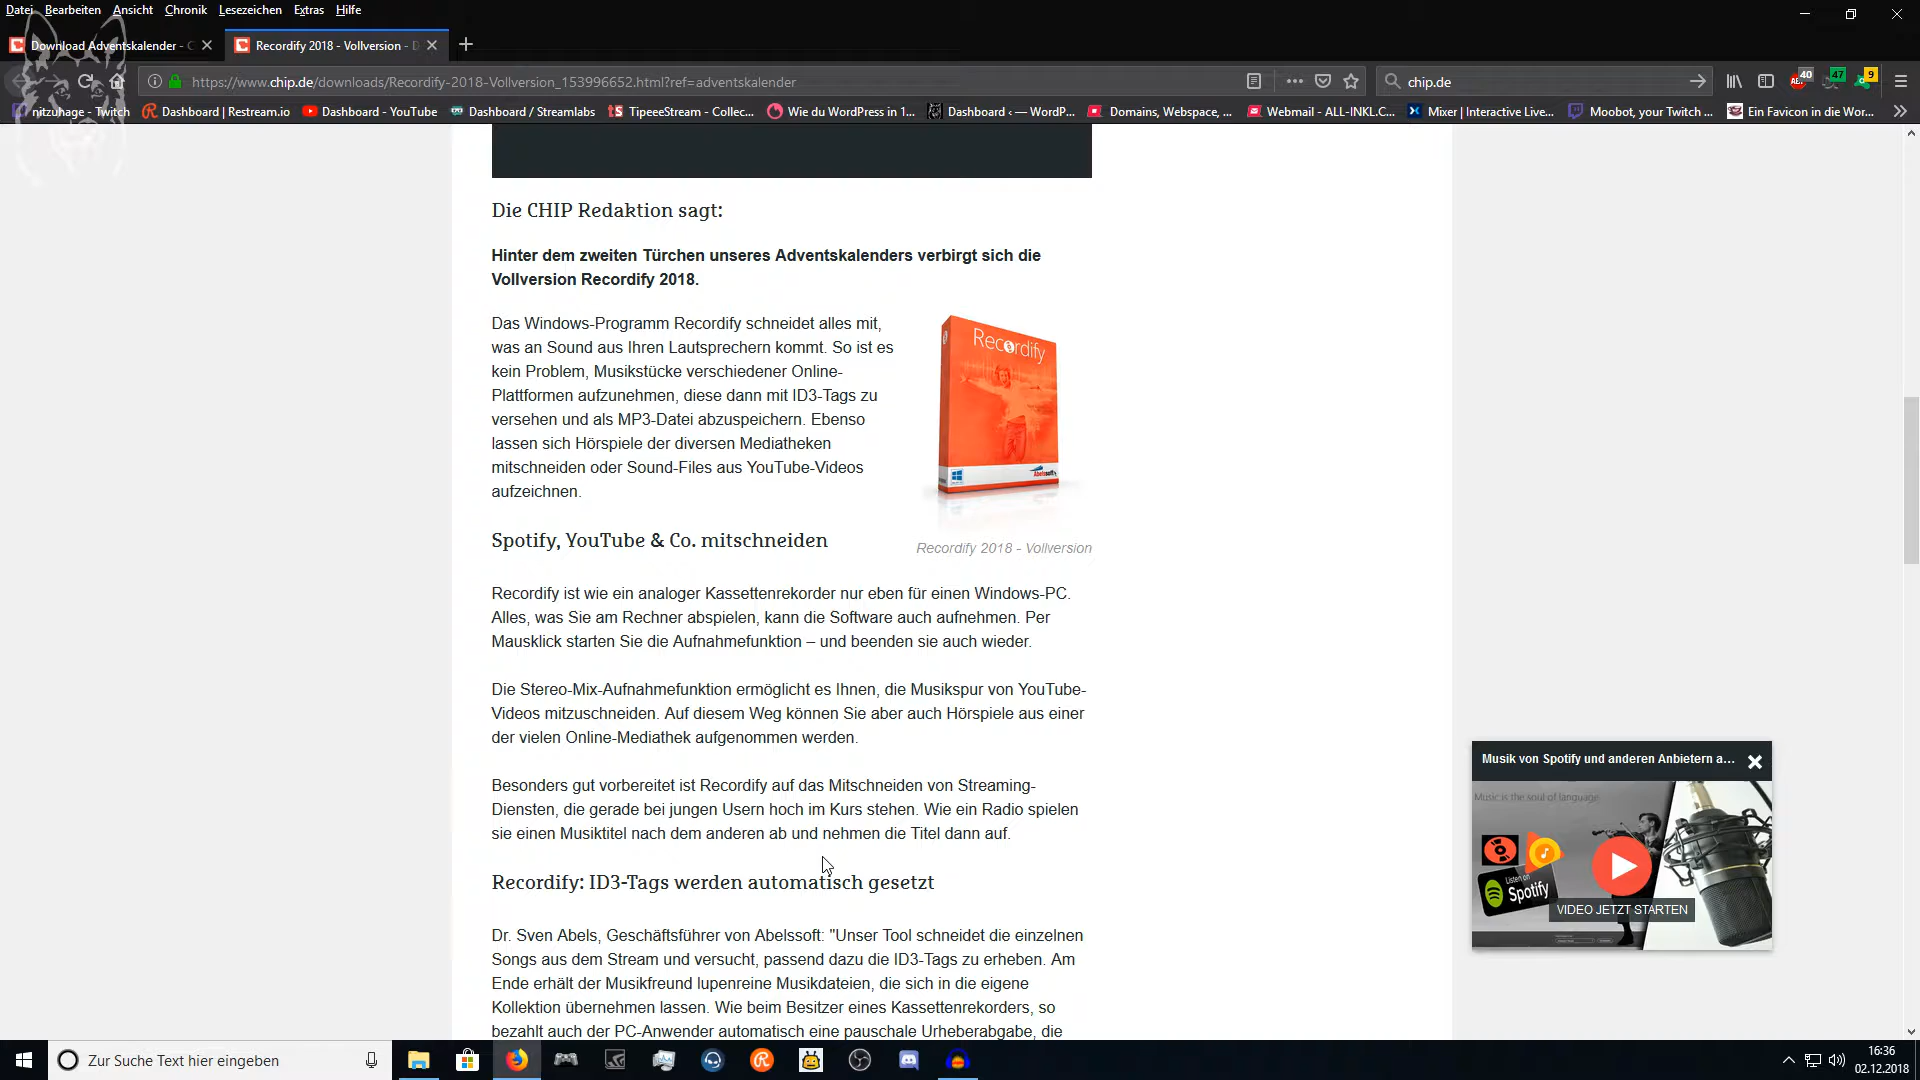 Datei Bearbeiten Ansicht Chronik Lesezeichen Extras Hilfe
Download Adventskalender - C
Recordify 2018 - Vollversion - D
https://www.chip.de/downloads/Recordify-2018-Vollversion_153996652.html?ref=adventskalender
chip.de
40
47
9
nitzuhage - Twitch
Dashboard | Restream.io
Dashboard - YouTube
Dashboard / Streamlabs
TipeeeStream - Collec...
Wie du WordPress in 1...
Dashboard ‹ — WordP...
Domains, Webspace, ...
Webmail - ALL-INKL.C...
Mixer | Interactive Live...
Moobot, your Twitch ...
Ein Favicon in die Wor...
Die CHIP Redaktion sagt:
Hinter dem zweiten Türchen unseres Adventskalenders verbirgt sich die
Vollversion Recordify 2018.
Das Windows-Programm Recordify schneidet alles mit,
was an Sound aus Ihren Lautsprechern kommt. So ist es
kein Problem, Musikstücke verschiedener Online-
Plattformen aufzunehmen, diese dann mit ID3-Tags zu
versehen und als MP3-Datei abzuspeichern. Ebenso
lassen sich Hörspiele der diversen Mediatheken
mitschneiden oder Sound-Files aus YouTube-Videos
aufzeichnen.
Recordify
Abelssoft
Recordify 2018 - Vollversion
Spotify, YouTube & Co. mitschneiden
Recordify ist wie ein analoger Kassettenrekorder nur eben für einen Windows-PC.
Alles, was Sie am Rechner abspielen, kann die Software auch aufnehmen. Per
Mausklick starten Sie die Aufnahmefunktion – und beenden sie auch wieder.
Die Stereo-Mix-Aufnahmefunktion ermöglicht es Ihnen, die Musikspur von YouTube-
Videos mitzuschneiden. Auf diesem Weg können Sie aber auch Hörspiele aus einer
der vielen Online-Mediathek aufgenommen werden.
Besonders gut vorbereitet ist Recordify auf das Mitschneiden von Streaming-
Diensten, die gerade bei jungen Usern hoch im Kurs stehen. Wie ein Radio spielen
sie einen Musiktitel nach dem anderen ab und nehmen die Titel dann auf.
Recordify: ID3-Tags werden automatisch gesetzt
Dr. Sven Abels, Geschäftsführer von Abelssoft: "Unser Tool schneidet die einzelnen
Songs aus dem Stream und versucht, passend dazu die ID3-Tags zu erheben. Am
Ende erhält der Musikfreund lupenreine Musikdateien, die sich in die eigene
Kollektion übernehmen lassen. Wie beim Besitzer eines Kassettenrekorders, so
bezahlt auch der PC-Anwender automatisch eine pauschale Urheberabgabe, die
Musik von Spotify und anderen Anbietern a...
Music is the soul of language
Listen on
Spotify
VIDEO JETZT STARTEN
Zur Suche Text hier eingeben
16:36
02.12.2018